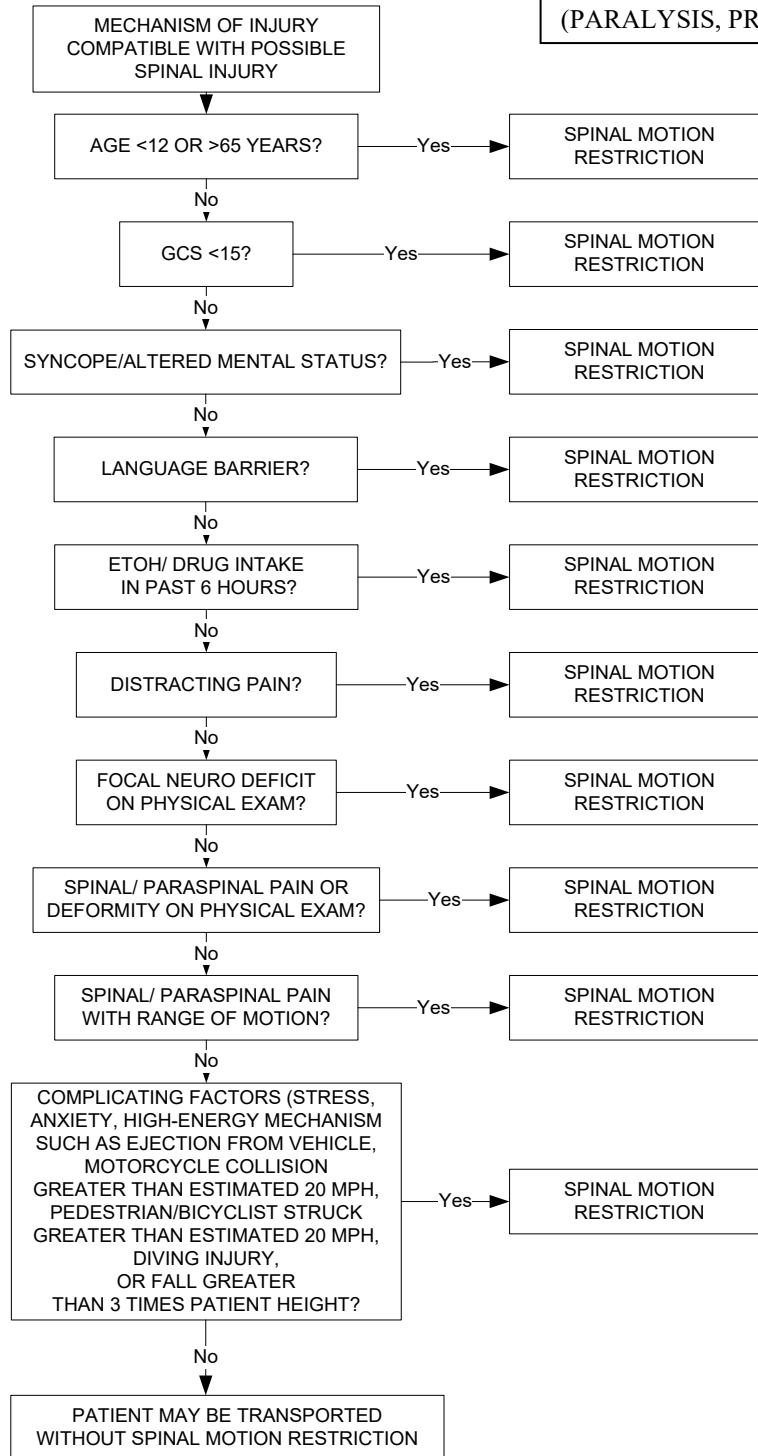 (PARALYSIS, PR
MECHANISM OF INJURY
COMPATIBLE WITH POSSIBLE
SPINAL INJURY
AGE <12 OR >65 YEARS?
Yes
SPINAL MOTION
RESTRICTION
No
GCS <15?
Yes
SPINAL MOTION
RESTRICTION
No
SYNCOPE/ALTERED MENTAL STATUS?
Yes
SPINAL MOTION
RESTRICTION
No
LANGUAGE BARRIER?
Yes
SPINAL MOTION
RESTRICTION
No
ETOH/ DRUG INTAKE
IN PAST 6 HOURS?
Yes
SPINAL MOTION
RESTRICTION
No
DISTRACTING PAIN?
Yes
SPINAL MOTION
RESTRICTION
No
FOCAL NEURO DEFICIT
ON PHYSICAL EXAM?
Yes
SPINAL MOTION
RESTRICTION
No
SPINAL/ PARASPINAL PAIN OR
DEFORMITY ON PHYSICAL EXAM?
Yes
SPINAL MOTION
RESTRICTION
No
SPINAL/ PARASPINAL PAIN
WITH RANGE OF MOTION?
Yes
SPINAL MOTION
RESTRICTION
No
COMPLICATING FACTORS (STRESS,
ANXIETY, HIGH-ENERGY MECHANISM
SUCH AS EJECTION FROM VEHICLE,
MOTORCYCLE COLLISION
GREATER THAN ESTIMATED 20 MPH,
PEDESTRIAN/BICYCLIST STRUCK
GREATER THAN ESTIMATED 20 MPH,
DIVING INJURY,
OR FALL GREATER
THAN 3 TIMES PATIENT HEIGHT?
Yes
SPINAL MOTION
RESTRICTION
No
PATIENT MAY BE TRANSPORTED
WITHOUT SPINAL MOTION RESTRICTION